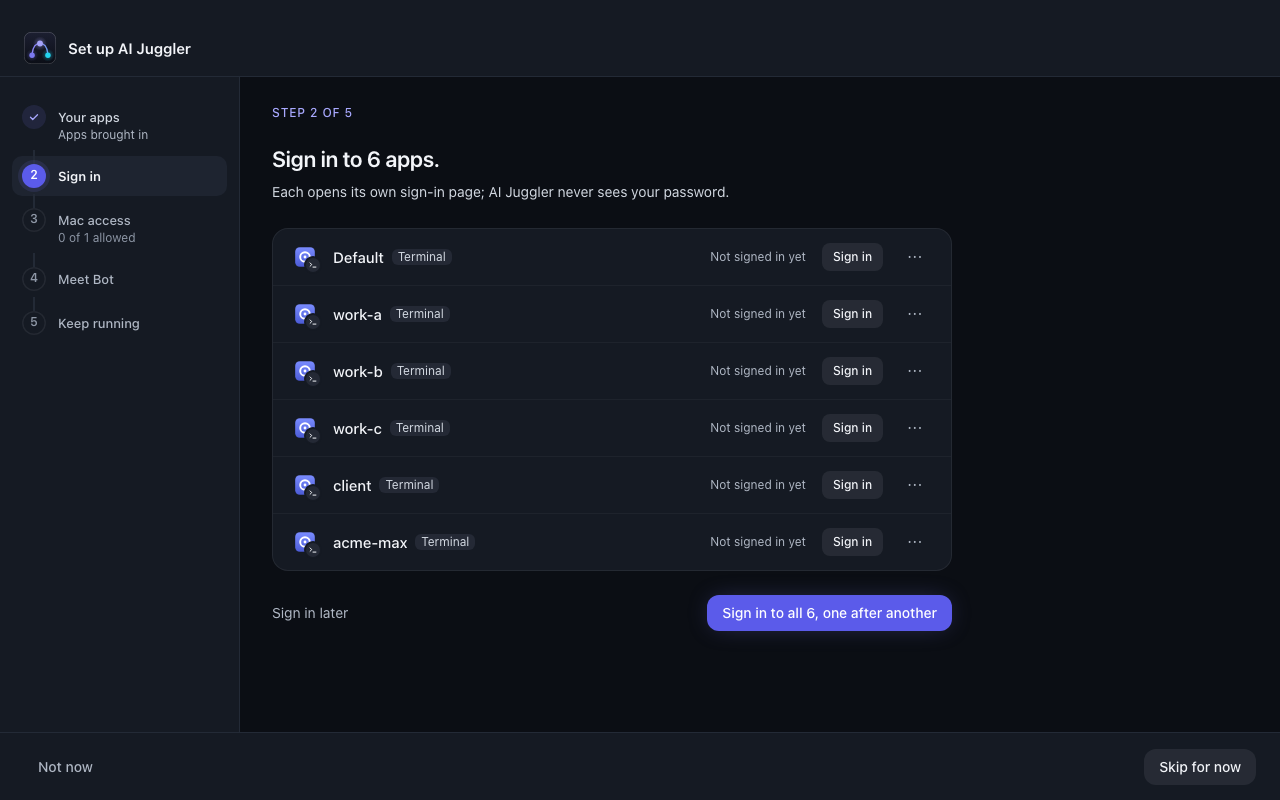 Set up AI Juggler
Your apps
Apps brought in
2 Sign in
3 Mac access
0 of 1 allowed
4 Meet Bot
5 Keep running
STEP 2 OF 5
Sign in to 6 apps.
Each opens its own sign-in page; AI Juggler never sees your password.
Default Terminal Not signed in yet Sign in ...
work-a Terminal Not signed in yet Sign in ...
work-b Terminal Not signed in yet Sign in ...
work-c Terminal Not signed in yet Sign in ...
client Terminal Not signed in yet Sign in ...
acme-max Terminal Not signed in yet Sign in ...
Sign in later Sign in to all 6, one after another
Not now Skip for now